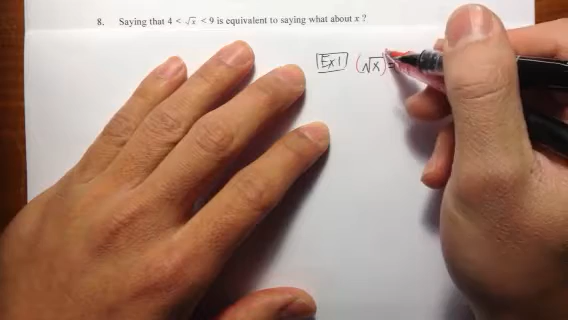 8. Saying that 4 < √x < 9 is equivalent to saying what about x ?
Ex1 (√x) =